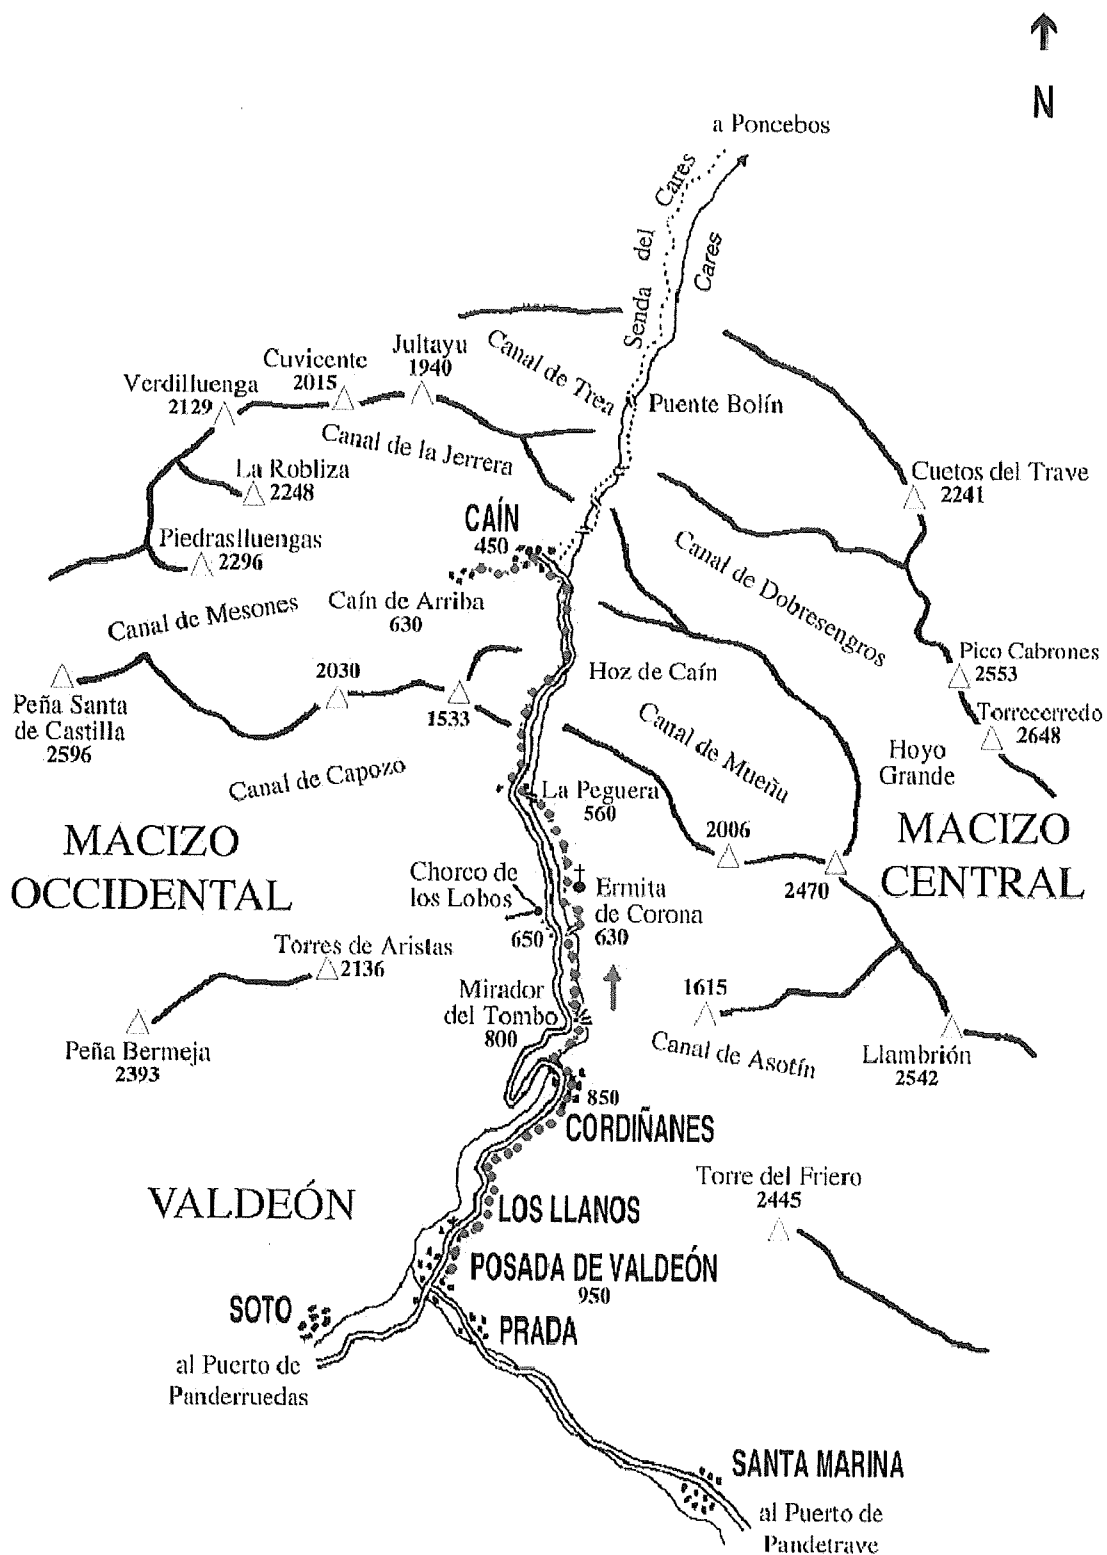 N
a Poncebos
Senda del Cares
Cares
Canal de Trea
Jultayu
1940
Cuvicente
2015
Verdilluenga
2129
Puente Bolín
Canal de la Jerrera
La Robliza
2248
Cuetos del Trave
2241
CAÍN
450
Piedraslluengas
2296
Canal de Dobresengros
Caín de Arriba
630
Canal de Mesones
Pico Cabrones
2553
Hoz de Caín
2030
1533
Peña Santa
de Castilla
2596
Torrecerredo
2648
Canal de Mueñu
Hoyo
Grande
Canal de Capozo
La Peguera
560
2006
MACIZO
OCCIDENTAL
MACIZO
CENTRAL
2470
Chorco de
los Lobos
650
Ermita
de Corona
630
Torres de Aristas
2136
Mirador
del Tombo
800
1615
Canal de Asotín
Peña Bermeja
2393
Llambrión
2542
850
CORDIÑANES
Torre del Friero
2445
VALDEÓN
LOS LLANOS
POSADA DE VALDEÓN
950
SOTO
PRADA
al Puerto de
Panderruedas
SANTA MARINA
al Puerto de
Pandetrave